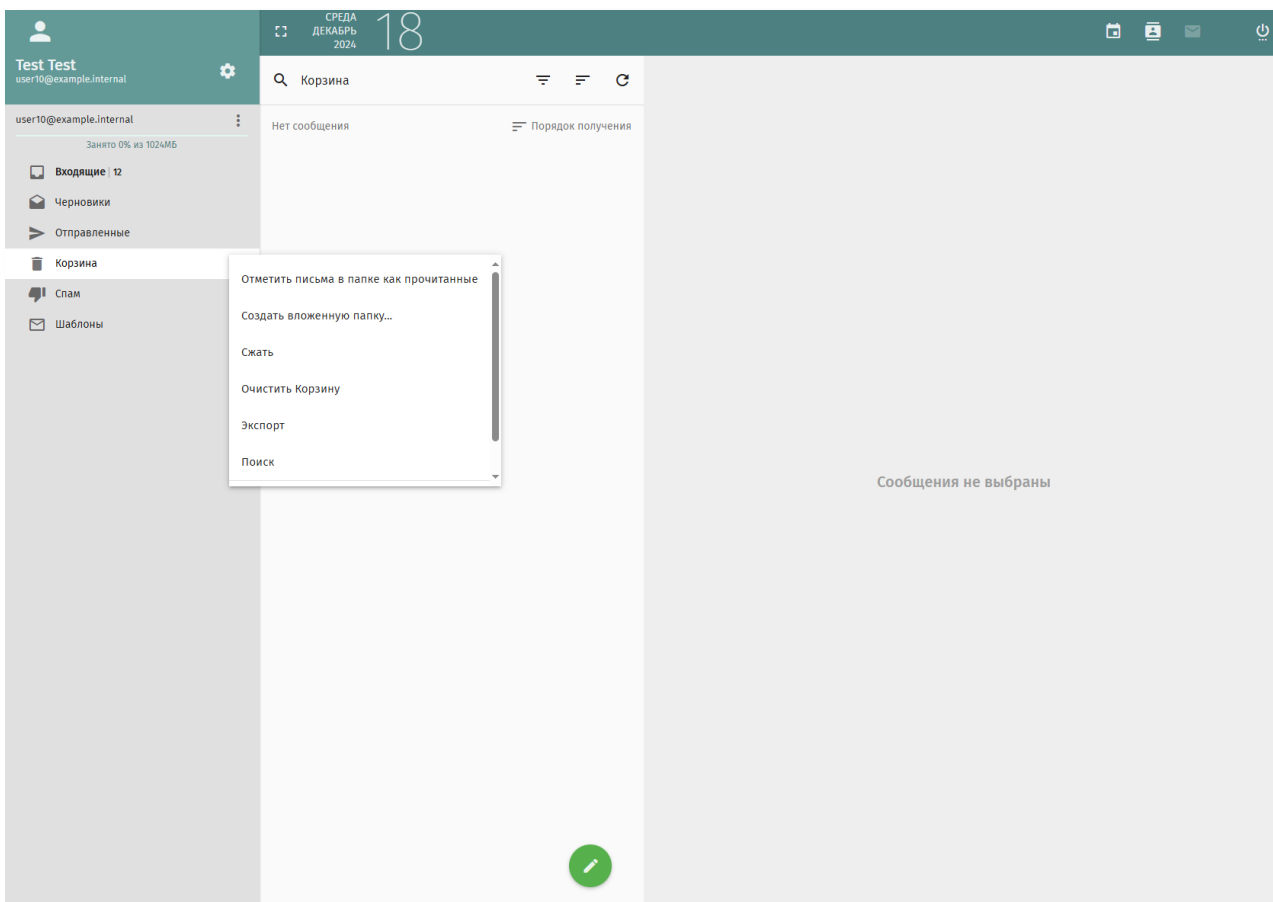 СРЕДА
ДЕКАБРЬ
2024
18
Test Test
user10@example.internal
Корзина
user10@example.internal
Занято 0% из 1024МБ
Нет сообщения
Порядок получения
Входящие | 12
Черновики
Отправленные
Корзина
Спам
Шаблоны
Отметить письма в папке как прочитанные
Создать вложенную папку...
Сжать
Очистить Корзину
Экспорт
Поиск
Сообщения не выбраны